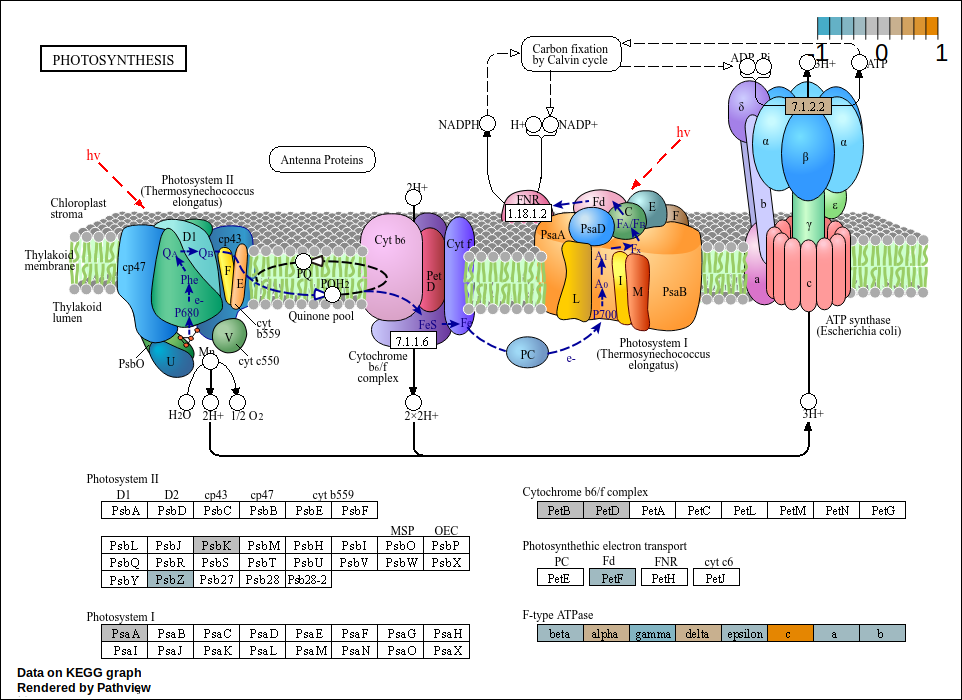 PHOTOSYNTHESIS
-1 0 1
Carbon fixation
by Calvin cycle
ADP Pi 3H+ ATP
NADPH H+ NADP+
7.1.2.2
δ α β α
hν hν
Antenna Proteins
Photosystem II
(Thermosynechococcus
elongatus)
2H+
Chloroplast
stroma
FNR
1.18.1.2
Fd C E F
FA/FB
b γ ε
D1 cp43
Cyt b6 Cyt f
PsaA PsaD
QA QB
Thylakoid
membrane
cp47 F E
PQ
Fx
A1
Phe
PQH2
Pet
D
A0
I M PsaB
L
a c
e-
Thylakoid
lumen
P680
Quinone pool
FeS Fe
P700
cyt
b559
V
Mn
PsbO U
cyt c550
7.1.1.6
Cytochrome
b6/f
complex
PC e-
Photosystem I
(Thermosynechococcus
elongatus)
ATP synthase
(Escherichia coli)
H2O 2H+ 1/2 O2
2×2H+
3H+
Photosystem II
D1 D2 cp43 cp47 cyt b559
PsbA PsbD PsbC PsbB PsbE PsbF
MSP OEC
PsbL PsbJ PsbK PsbM PsbH PsbI PsbO PsbP
PsbQ PsbR PsbS PsbT PsbU PsbV PsbW PsbX
PsbY PsbZ Psb27 Psb28 Psb28-2
Photosystem I
PsaA PsaB PsaC PsaD PsaE PsaF PsaG PsaH
PsaI PsaJ PsaK PsaL PsaM PsaN PsaO PsaX
Cytochrome b6/f complex
PetB PetD PetA PetC PetL PetM PetN PetG
Photosynthethic electron transport
PC Fd FNR cyt c6
PetE PetF PetH PetJ
F-type ATPase
beta alpha gamma delta epsilon c a b
Data on KEGG graph
Rendered by Pathview